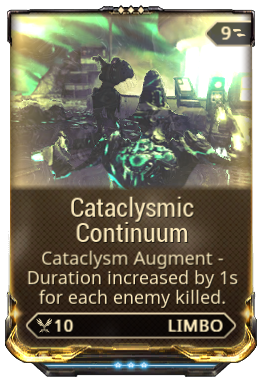 9
Cataclysmic
Continuum
Cataclysm Augment -
Duration increased by 1s
for each enemy killed.
10 LIMBO